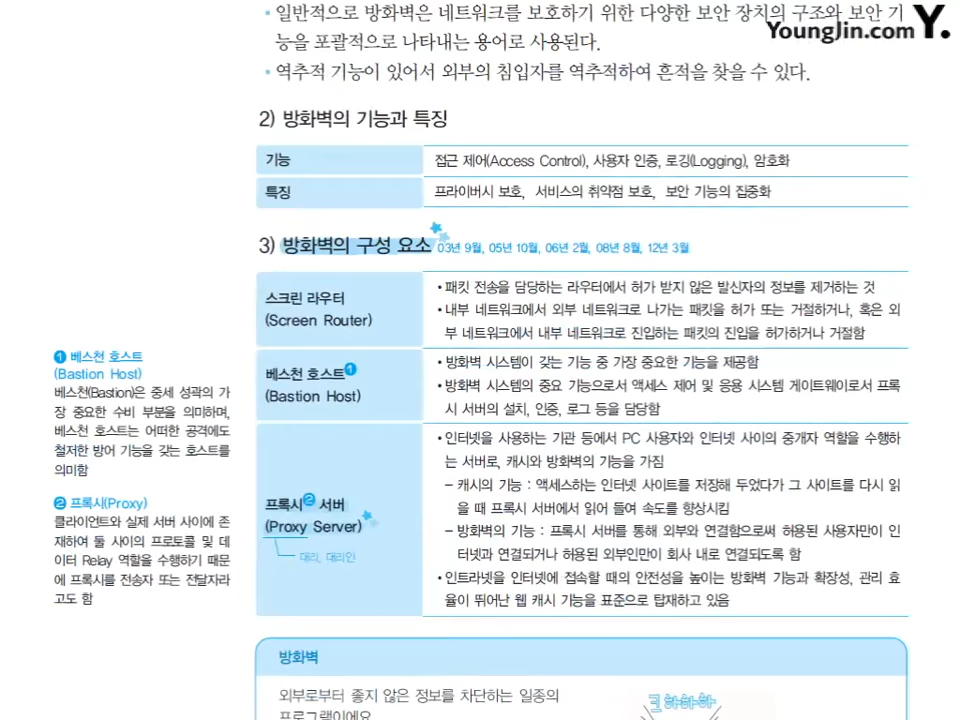 • 일반적으로 방화벽은 네트워크를 보호하기 위한 다양한 보안 장치의 구조와 보안 기
능을 포괄적으로 나타내는 용어로 사용된다.
YoungJin.com Y.
• 역추적 기능이 있어서 외부의 침입자를 역추적하여 흔적을 찾을 수 있다.
2) 방화벽의 기능과 특징
기능 접근 제어(Access Control), 사용자 인증, 로깅(Logging), 암호화
특징 프라이버시 보호, 서비스의 취약점 보호, 보안 기능의 집중화
3) 방화벽의 구성 요소 03년 9월, 05년 10월, 06년 2월, 08년 8월, 12년 3월
스크린 라우터
(Screen Router)
• 패킷 전송을 담당하는 라우터에서 허가 받지 않은 발신자의 정보를 제거하는 것
• 내부 네트워크에서 외부 네트워크로 나가는 패킷을 허가 또는 거절하거나, 혹은 외
부 네트워크에서 내부 네트워크로 진입하는 패킷의 진입을 허가하거나 거절함
베스천 호스트1
(Bastion Host)
• 방화벽 시스템이 갖는 기능 중 가장 중요한 기능을 제공함
• 방화벽 시스템의 중요 기능으로서 액세스 제어 및 응용 시스템 게이트웨이로서 프록
시 서버의 설치, 인증, 로그 등을 담당함
프록시2 서버
(Proxy Server)
대리, 대리인
• 인터넷을 사용하는 기관 등에서 PC 사용자와 인터넷 사이의 중개자 역할을 수행하
는 서버로, 캐시와 방화벽의 기능을 가짐
– 캐시의 기능 : 액세스하는 인터넷 사이트를 저장해 두었다가 그 사이트를 다시 읽
을 때 프록시 서버에서 읽어 들여 속도를 향상시킴
– 방화벽의 기능 : 프록시 서버를 통해 외부와 연결함으로써 허용된 사용자만이 인
터넷과 연결되거나 허용된 외부인만이 회사 내로 연결되도록 함
• 인트라넷을 인터넷에 접속할 때의 안전성을 높이는 방화벽 기능과 확장성, 관리 효
율이 뛰어난 웹 캐시 기능을 표준으로 탑재하고 있음
1 베스천 호스트
(Bastion Host)
베스천(Bastion)은 중세 성곽의 가
장 중요한 수비 부분을 의미하며,
베스천 호스트는 어떠한 공격에도
철저한 방어 기능을 갖는 호스트를
의미함
2 프록시(Proxy)
클라이언트와 실제 서버 사이에 존
재하여 둘 사이의 프로토콜 및 데
이터 Relay 역할을 수행하기 때문
에 프록시를 전송자 또는 전달자라
고도 함
방화벽
외부로부터 좋지 않은 정보를 차단하는 일종의
프로그램이에요
크하하하